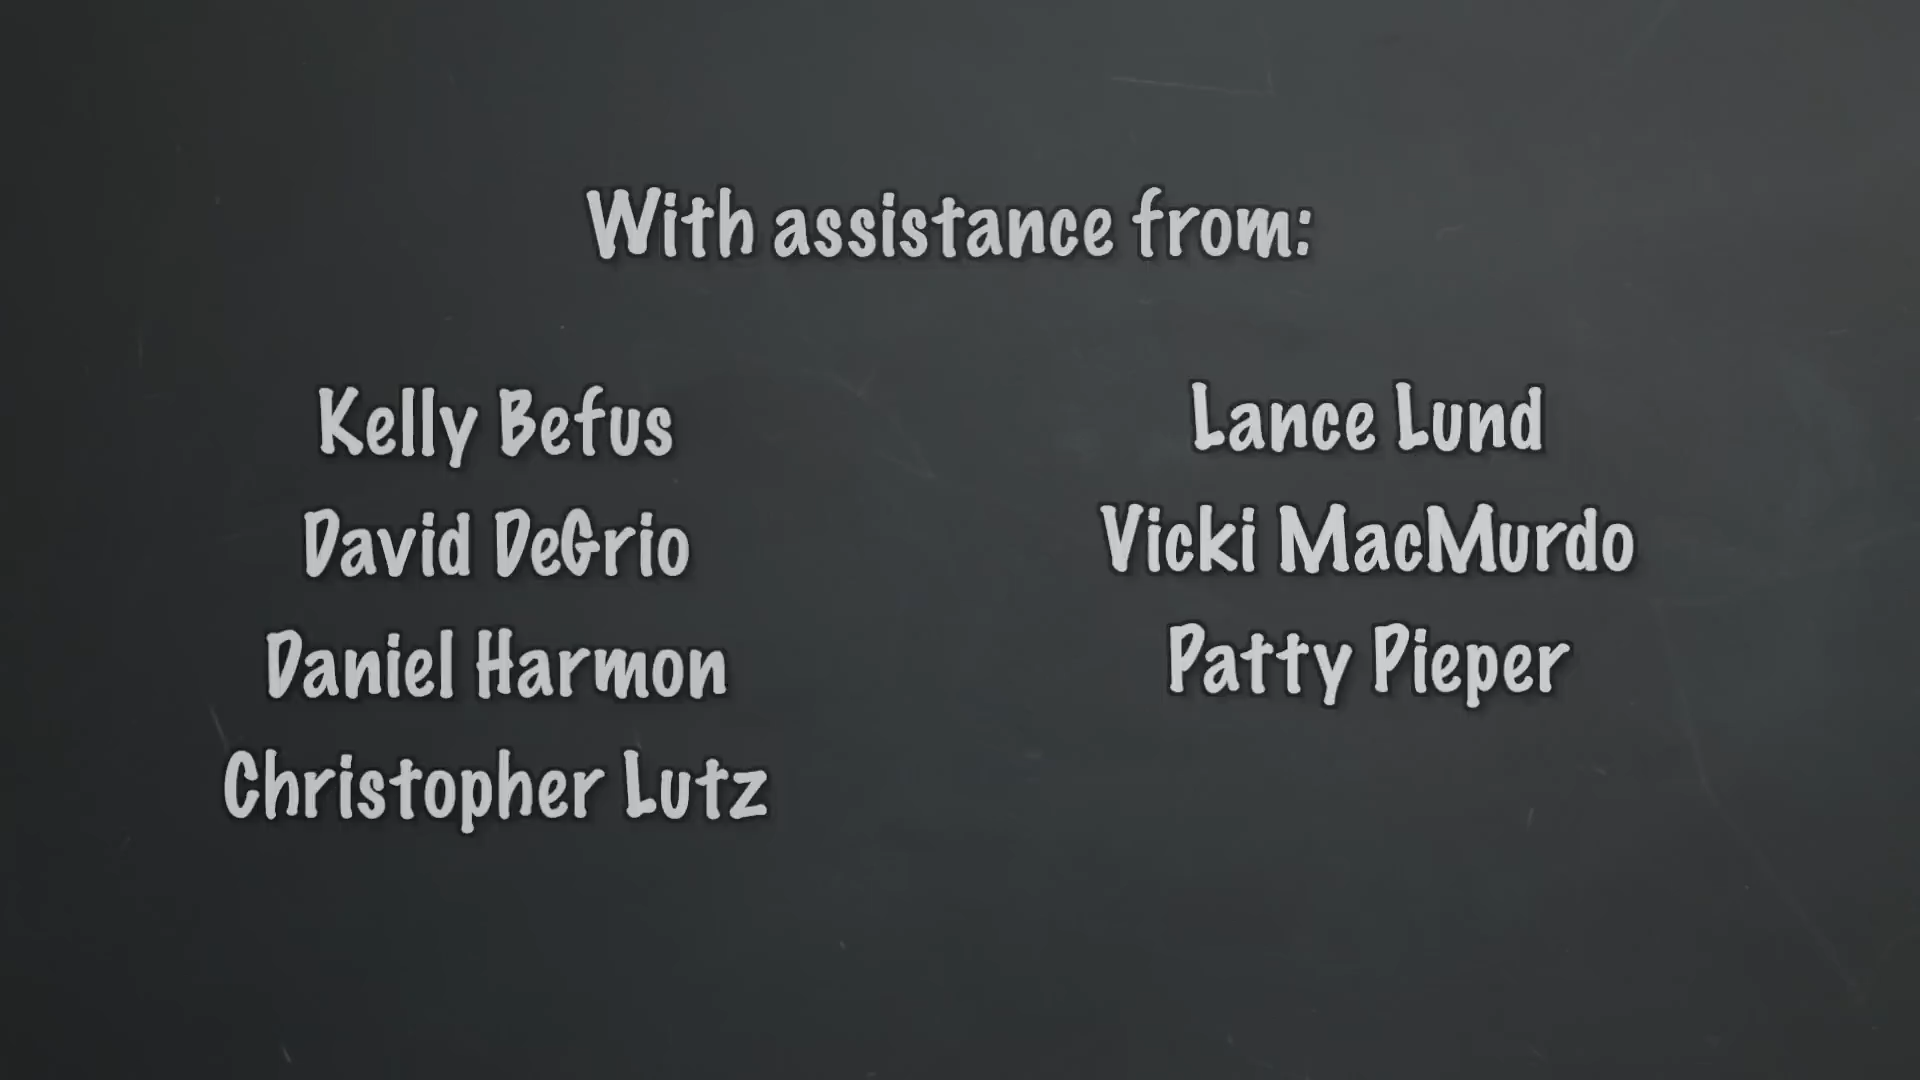 With assistance from:
Kelly Befus
David DeGrio
Daniel Harmon
Christopher Lutz
Lance Lund
Vicki MacMurdo
Patty Pieper